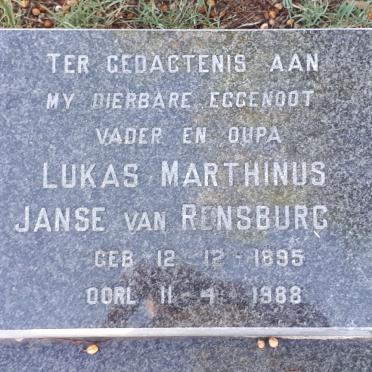 TER GEDAGTENIS AAN
MY DIERBARE EGGENOOT
VADER EN OUPA
LUKAS MARTHINUS
JANSE VAN RENSBURG
GEB 12 - 12 - 1895
OORL 11 - 4 - 1988